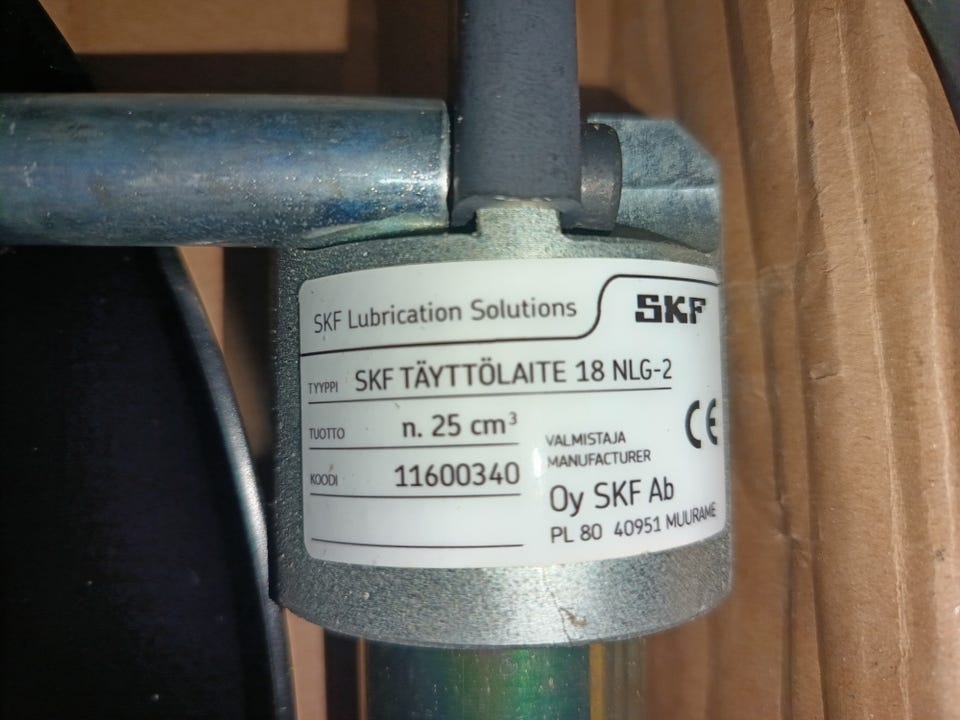 SKF Lubrication Solutions
SKF
TYYPPI SKF TÄYTTÖLAITE 18 NLG-2
TUOTTO n. 25 cm³
KOODI 11600340
CE
VALMISTAJA
MANUFACTURER
Oy SKF Ab
PL 80 40951 MUURAME